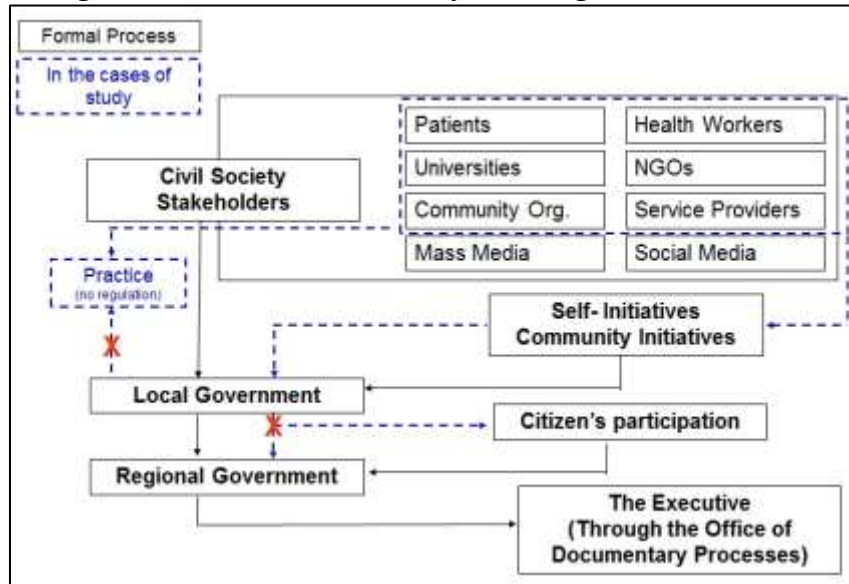 Formal Process
In the cases of
study
Patients
Health Workers
Civil Society
Stakeholders
Universities
NGOs
Community Org.
Service Providers
Mass Media
Social Media
Practice
(no regulation)
Self- Initiatives
Community Initiatives
Local Government
Citizen's participation
Regional Government
The Executive
(Through the Office of
Documentary Processes)